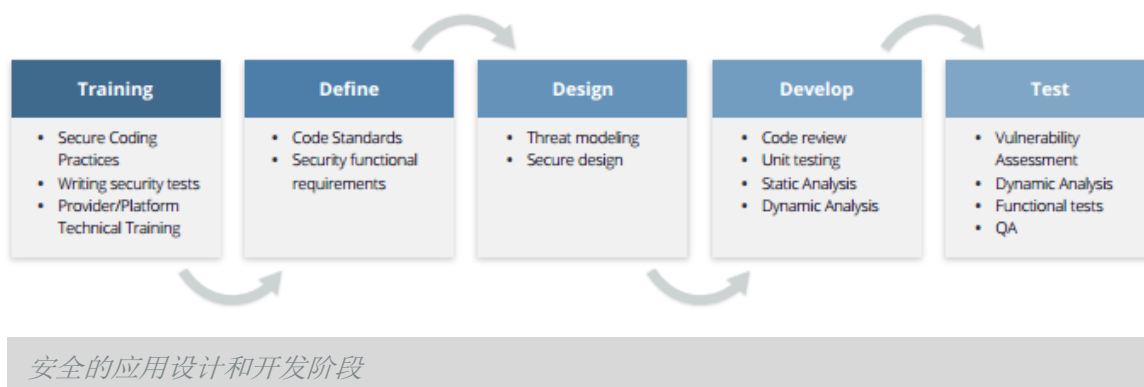 Training
• Secure Coding
Practices
• Writing security tests
• Provider/Platform
Technical Training
Define
• Code Standards
• Security functional
requirements
Design
• Threat modeling
• Secure design
Develop
• Code review
• Unit testing
• Static Analysis
• Dynamic Analysis
Test
• Vulnerability
Assessment
• Dynamic Analysis
• Functional tests
• QA
安全的应用设计和开发阶段